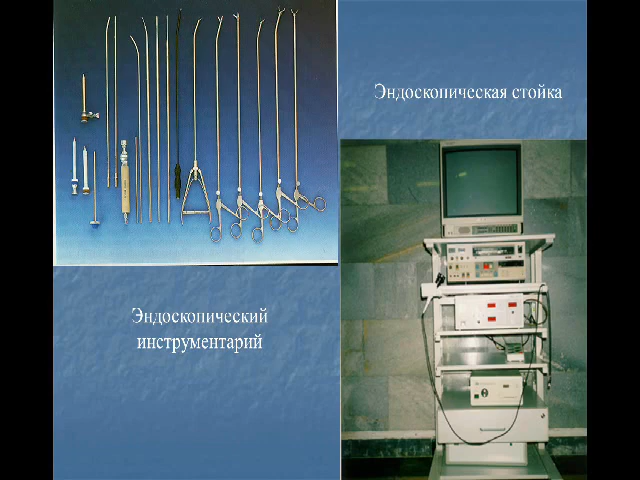 Эндоскопическая стойка
Эндоскопический
инструментарий